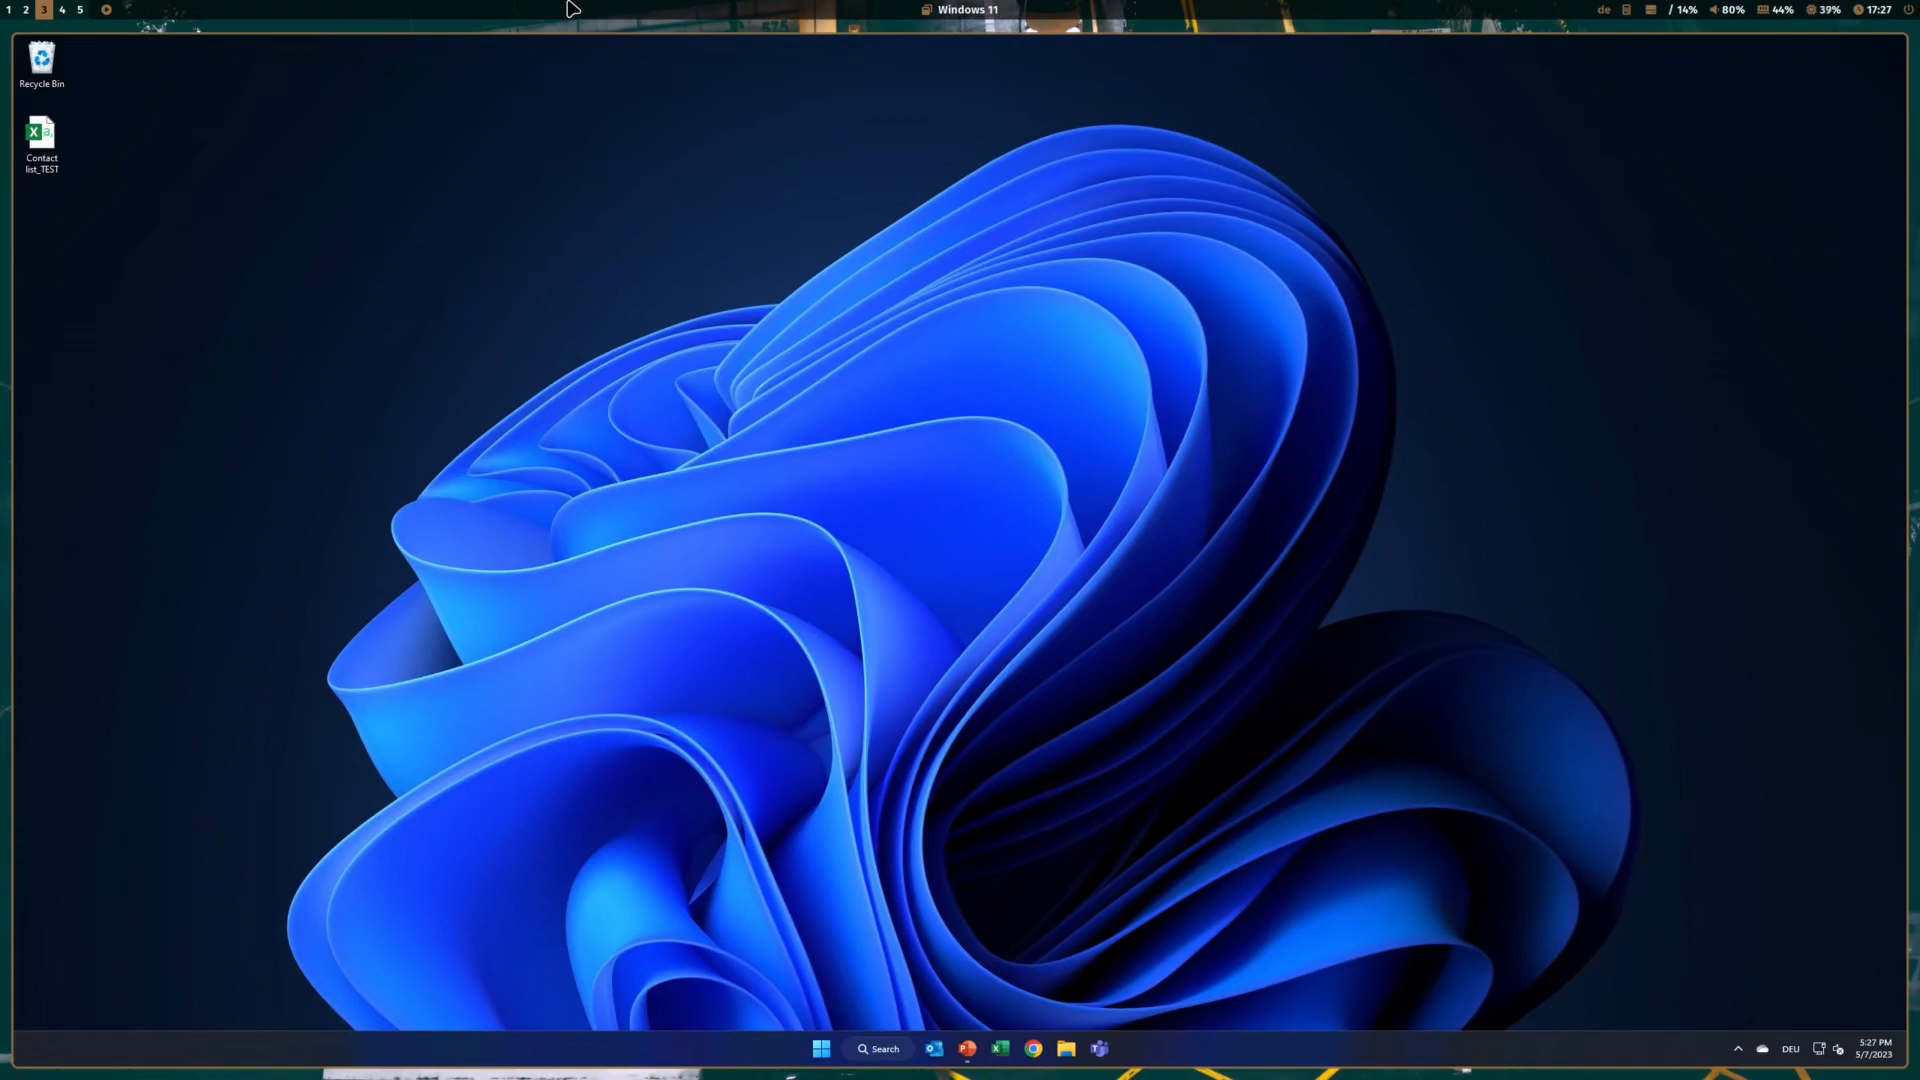 1 2 3 4 5
Windows 11
de / 14% 80% 44% 39% 17:27
Recycle Bin
Contact
list_TEST
Search
DEU
5:27 PM
5/7/2023